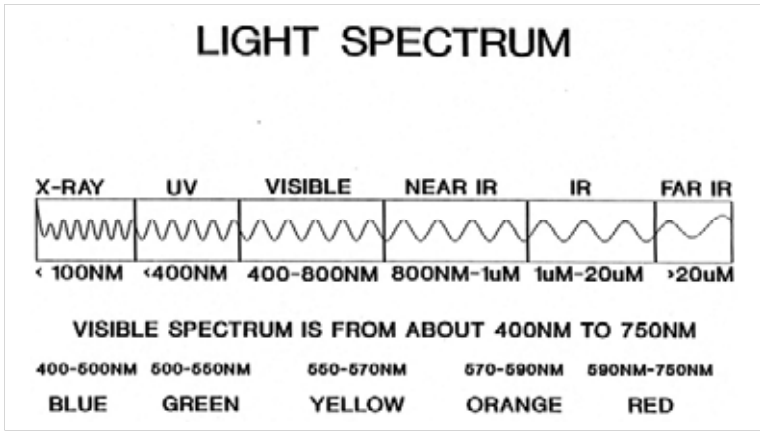 LIGHT SPECTRUM
X-RAY UV VISIBLE NEAR IR IR FAR IR
< 100NM <400NM 400-800NM 800NM-1uM 1uM-20uM >20uM
VISIBLE SPECTRUM IS FROM ABOUT 400NM TO 750NM
400-500NM 500-550NM 550-570NM 570-590NM 590NM-750NM
BLUE GREEN YELLOW ORANGE RED